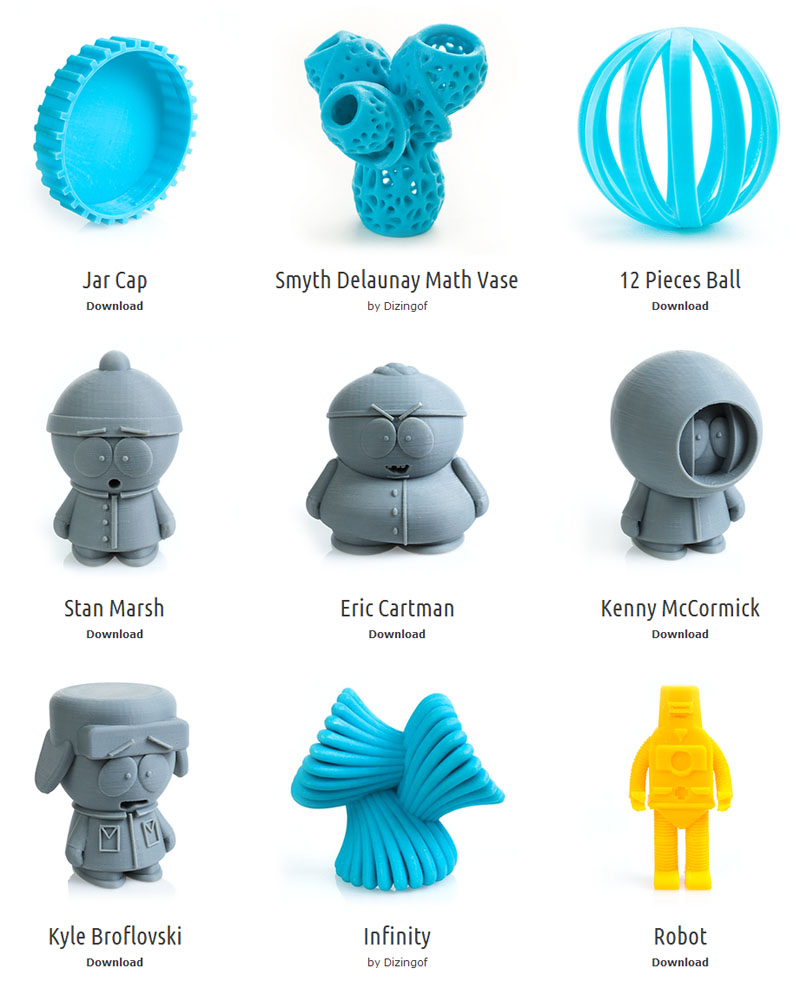 Jar Cap
Download
Smyth Delaunay Math Vase
by Dizingof
12 Pieces Ball
Download
Stan Marsh
Download
Eric Cartman
Download
Kenny McCormick
Download
Kyle Broflovski
Download
Infinity
by Dizingof
Robot
Download